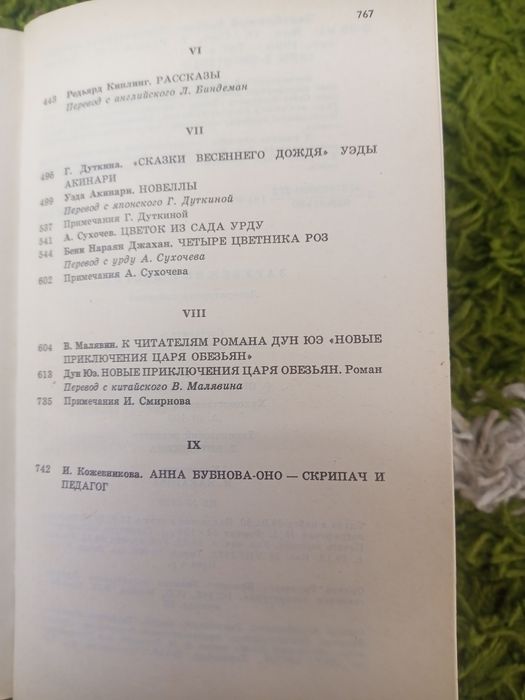 767
VI
443 Редьярд Киплинг. РАССКАЗЫ
Перевод с английского Л. Биндеман
VII
496 Г. Дуткина. «СКАЗКИ ВЕСЕННЕГО ДОЖДЯ» УЭДЫ
АКИНАРИ
499 Уэда Акинари. НОВЕЛЛЫ
Перевод с японского Г. Дуткиной
537 Примечания Г. Дуткиной
541 А. Сухочев. ЦВЕТОК ИЗ САДА УРДУ
544 Бени Нараян Джахан. ЧЕТЫРЕ ЦВЕТНИКА РОЗ
Перевод с урду А. Сухочева
602 Примечания А. Сухочева
VIII
604 В. Малявин. К ЧИТАТЕЛЯМ РОМАНА ДУН ЮЭ «НОВЫЕ
ПРИКЛЮЧЕНИЯ ЦАРЯ ОБЕЗЬЯН»
613 Дун Юэ. НОВЫЕ ПРИКЛЮЧЕНИЯ ЦАРЯ ОБЕЗЬЯН. Роман
Перевод с китайского В. Малявина
735 Примечания И. Смирнова
IX
742 И. Кожевникова. АННА БУБНОВА-ОНО — СКРИПАЧ И
ПЕДАГОГ